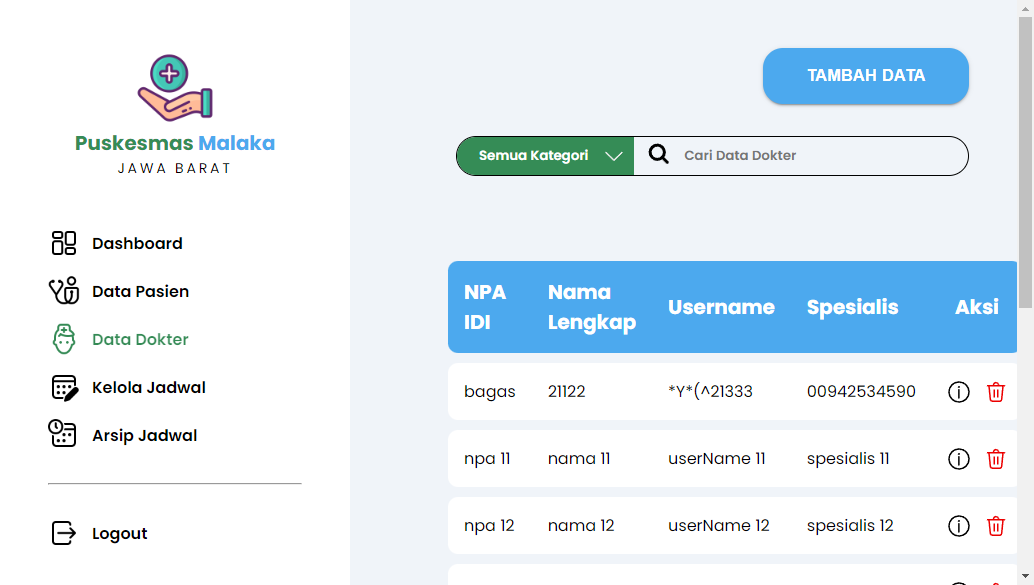 Puskesmas Malaka
JAWA BARAT
Dashboard
Data Pasien
Data Dokter
Kelola Jadwal
Arsip Jadwal
Logout
TAMBAH DATA
Semua Kategori
Cari Data Dokter
NPA IDI Nama Lengkap Username Spesialis Aksi
bagas 21122 *Y*(^21333 00942534590
npa 11 nama 11 userName 11 spesialis 11
npa 12 nama 12 userName 12 spesialis 12